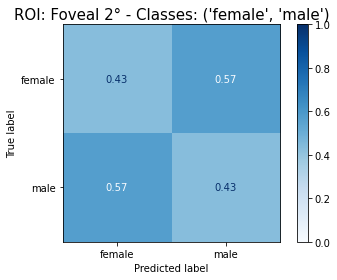 ROI: Foveal 2° - Classes: ('female', 'male')
1.0
0.8
0.6
0.4
0.2
0.0
True label
female
0.43 0.57
male
0.57 0.43
female male
Predicted label